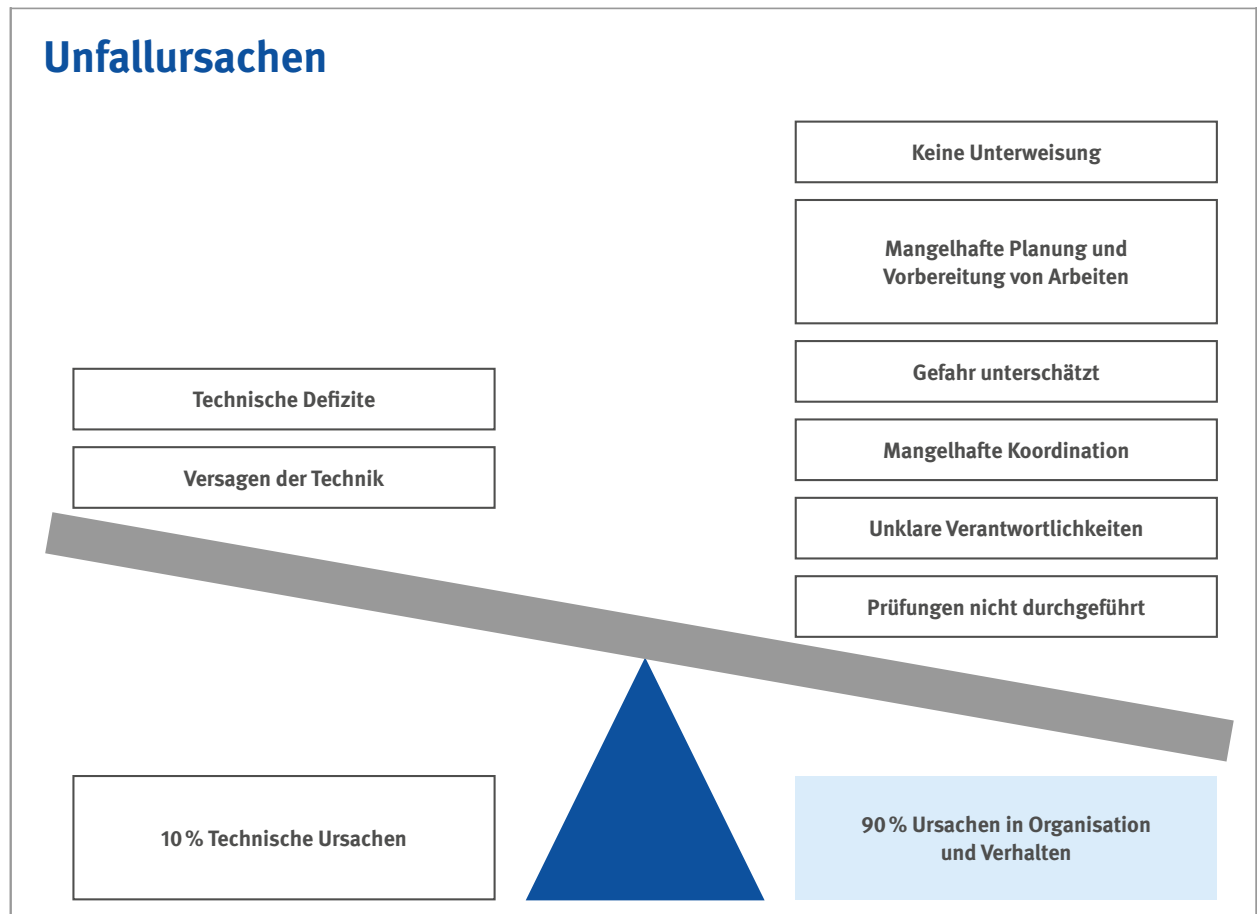 Unfallursachen
Keine Unterweisung
Mangelhafte Planung und
Vorbereitung von Arbeiten
Gefahr unterschätzt
Mangelhafte Koordination
Unklare Verantwortlichkeiten
Prüfungen nicht durchgeführt
Technische Defizite
Versagen der Technik
10 % Technische Ursachen
90 % Ursachen in Organisation
und Verhalten